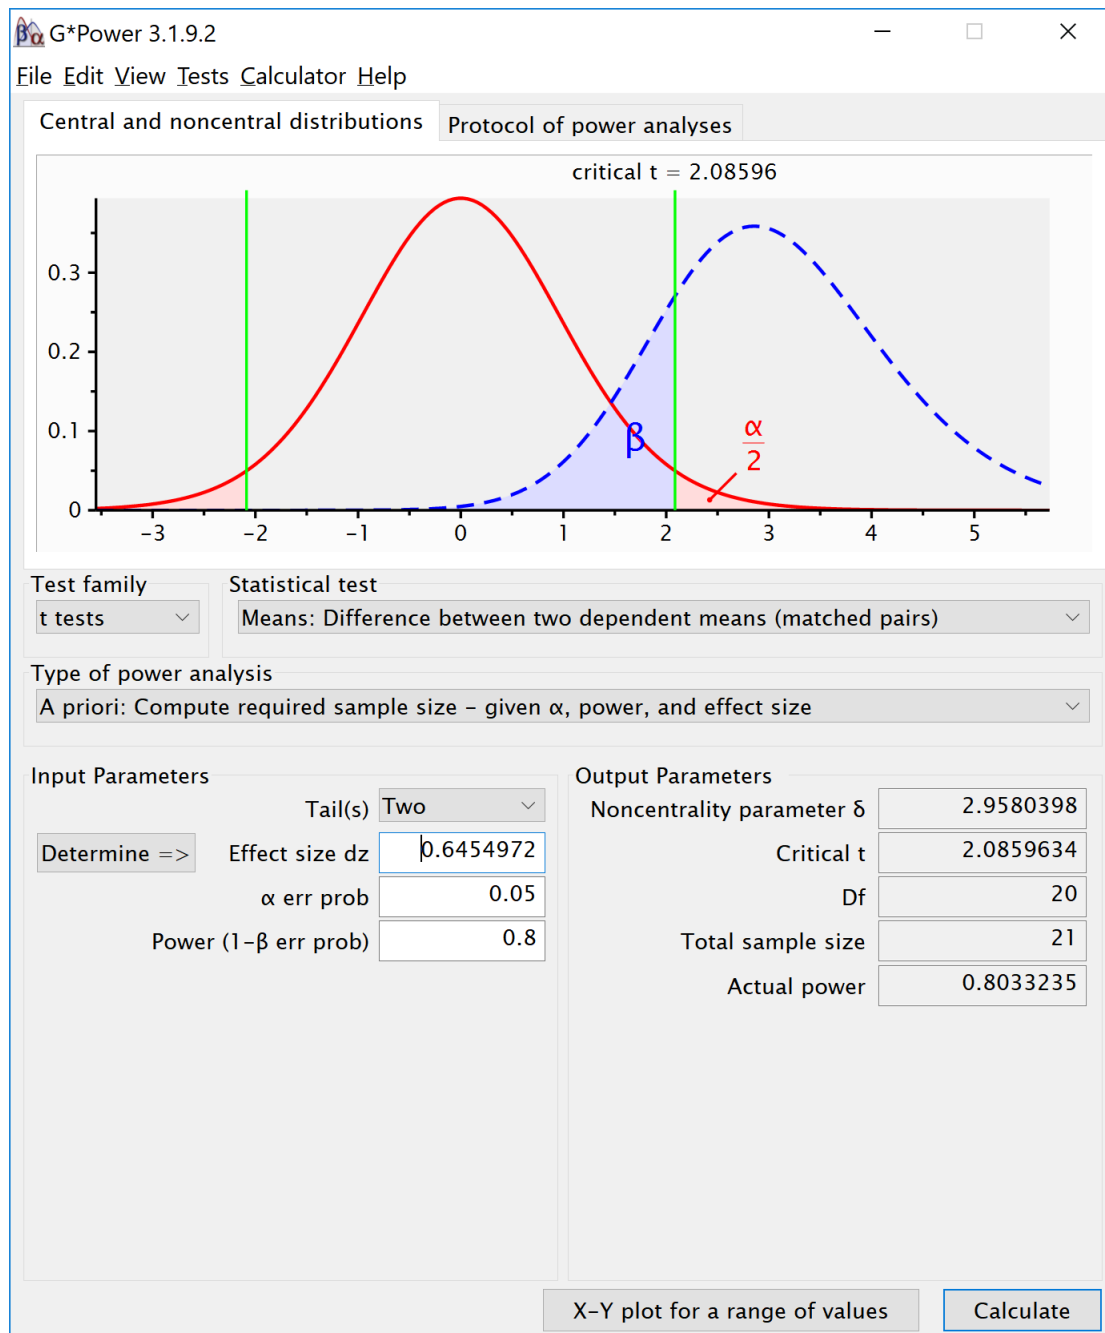 G*Power 3.1.9.2
File Edit View Tests Calculator Help
Central and noncentral distributions
Protocol of power analyses
critical t = 2.08596
0.3
0.2
0.1
0
β
α
2
-3 -2 -1 0 1 2 3 4 5
Test family
t tests
Statistical test
Means: Difference between two dependent means (matched pairs)
Type of power analysis
A priori: Compute required sample size – given α, power, and effect size
Input Parameters
Tail(s) Two
Determine => Effect size dz 0.6454972
α err prob 0.05
Power (1–β err prob) 0.8
Output Parameters
Noncentrality parameter δ 2.9580398
Critical t 2.0859634
Df 20
Total sample size 21
Actual power 0.8033235
X–Y plot for a range of values
Calculate